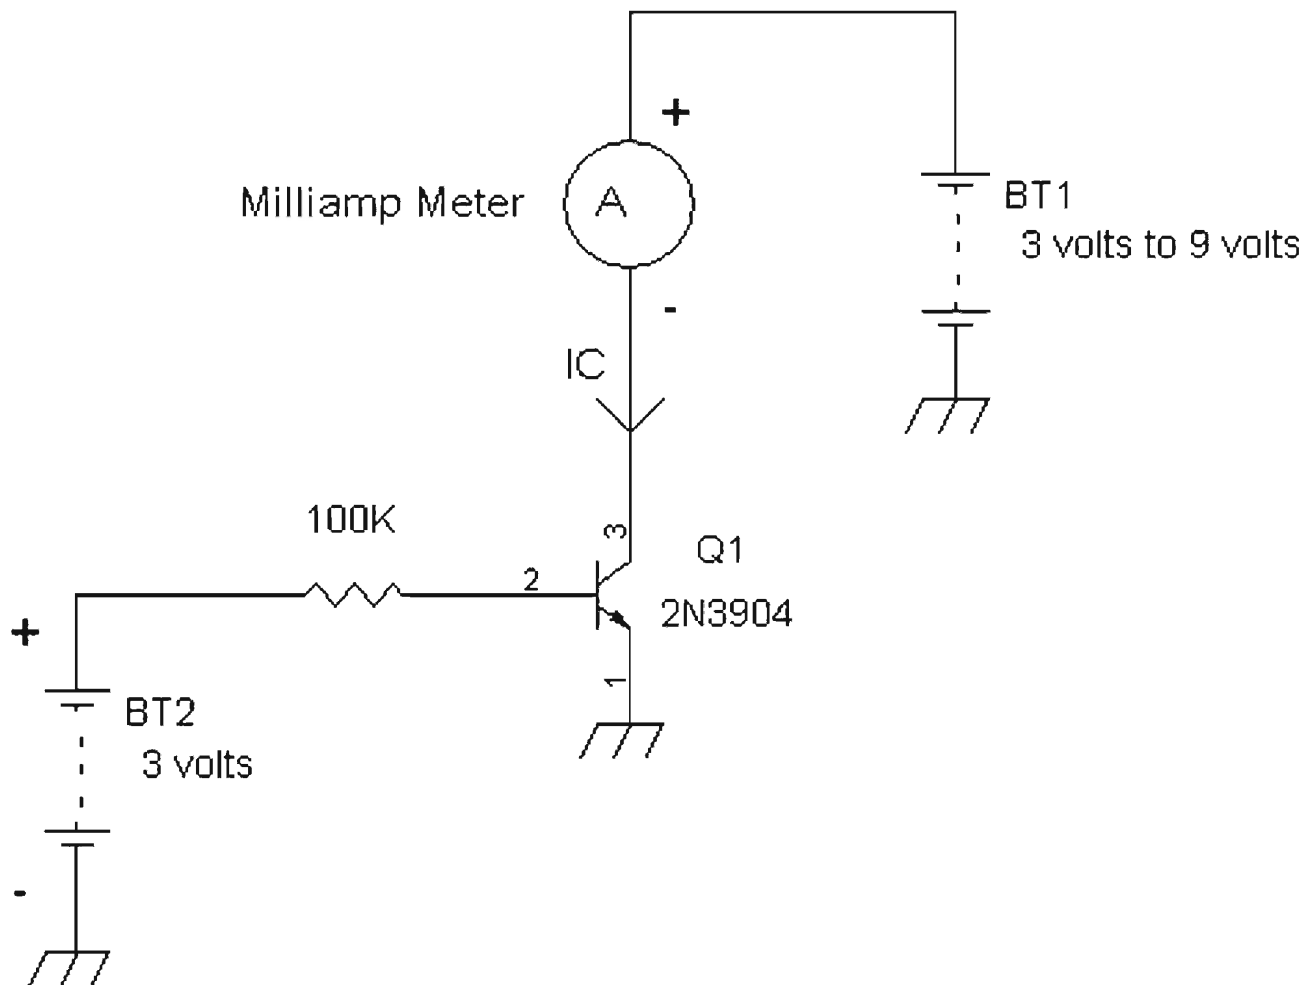 +
Milliamp Meter
A
BT1
3 volts to 9 volts
-
IC
100K
3
Q1
2
2N3904
+
1
BT2
3 volts
-